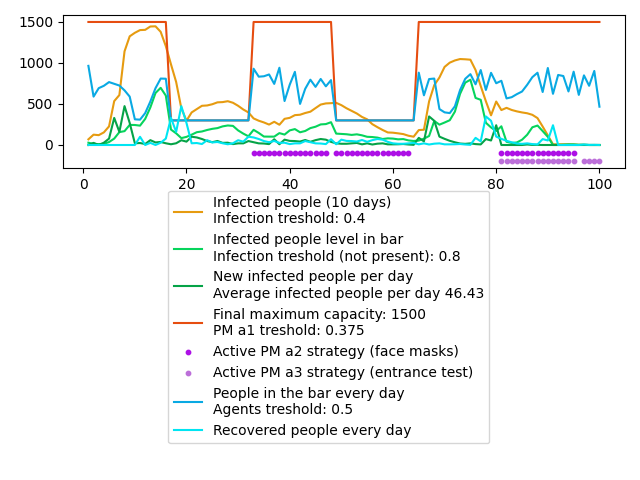 1500
1000
500
0
0 20 40 60 80 100
Infected people (10 days)
Infection treshold: 0.4
Infected people level in bar
Infection treshold (not present): 0.8
New infected people per day
Average infected people per day 46.43
Final maximum capacity: 1500
PM a1 treshold: 0.375
Active PM a2 strategy (face masks)
Active PM a3 strategy (entrance test)
People in the bar every day
Agents treshold: 0.5
Recovered people every day